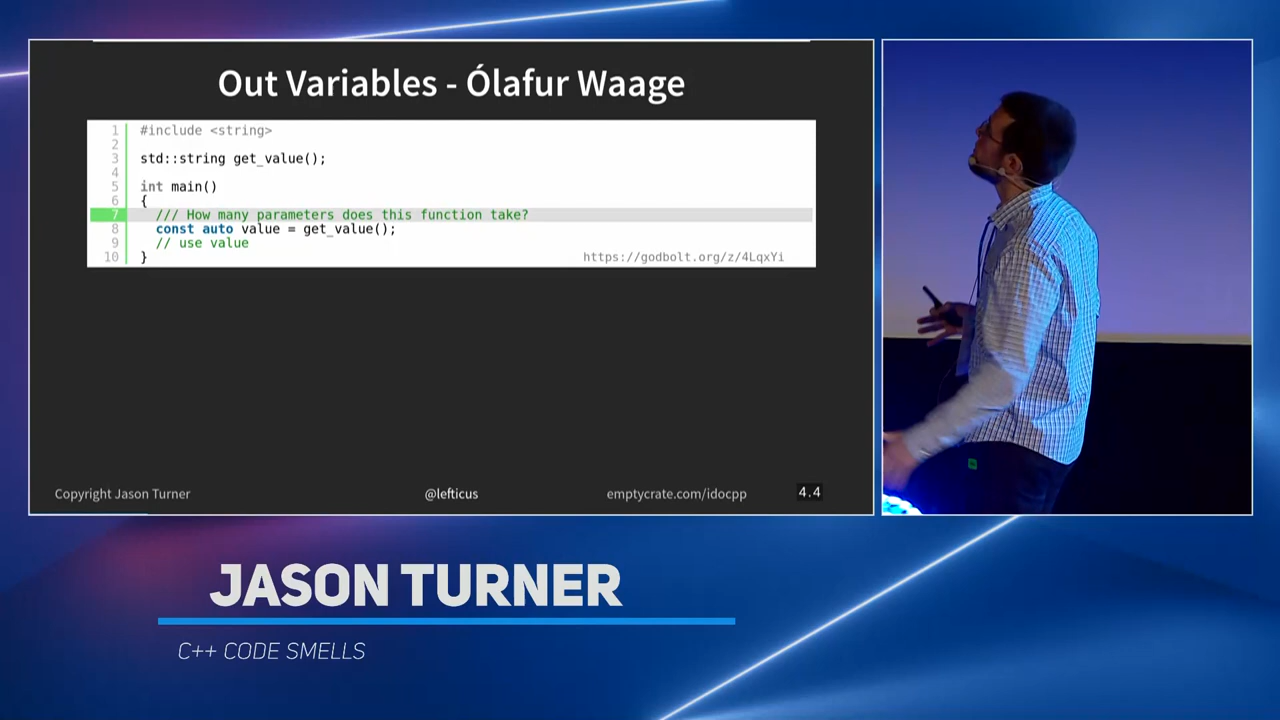 Out Variables - Ólafur Waage
1 #include <string>
2
3 std::string get_value();
4
5 int main()
6 {
7 /// How many parameters does this function take?
8 const auto value = get_value();
9 // use value
10 }
https://godbolt.org/z/4LqxYi
Copyright Jason Turner
@lefticus
emptycrate.com/idocpp
4.4
JASON TURNER
C++ CODE SMELLS